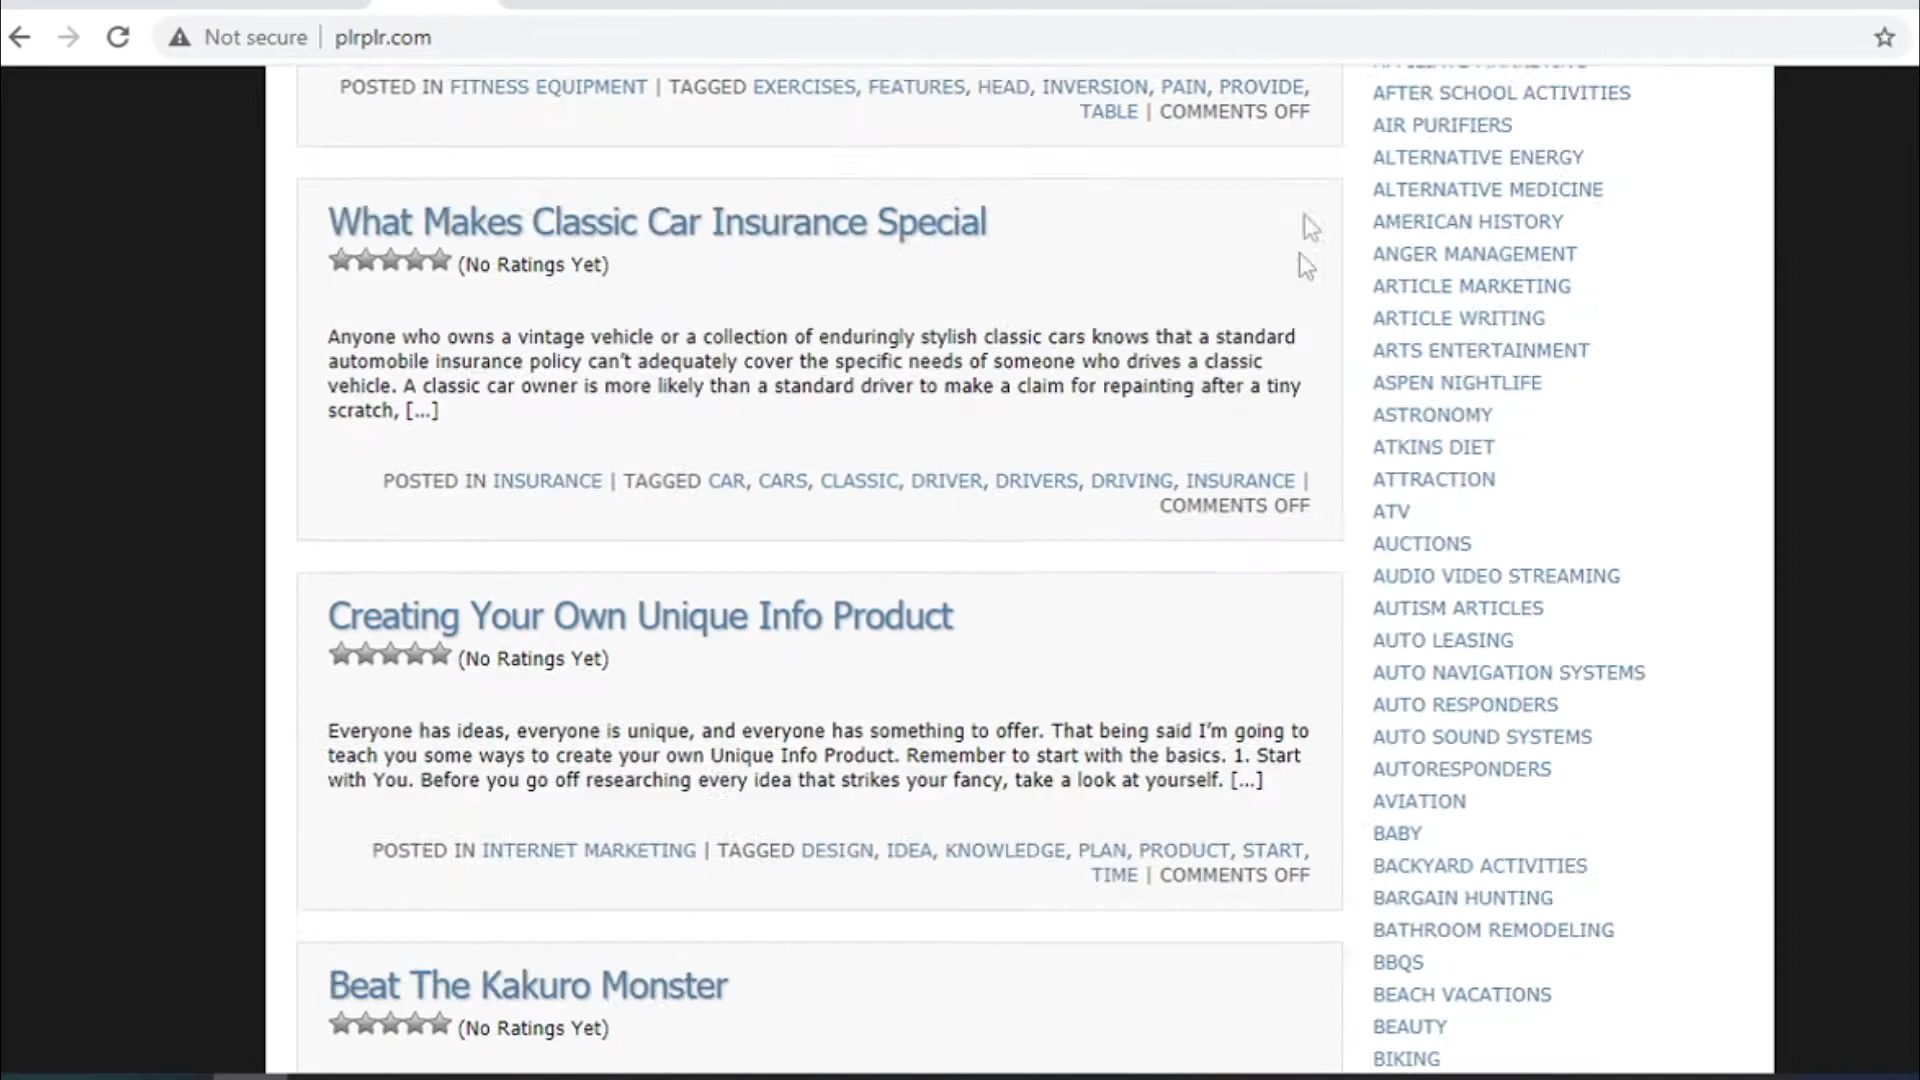 Not secure | plrplr.com
POSTED IN FITNESS EQUIPMENT | TAGGED EXERCISES, FEATURES, HEAD, INVERSION, PAIN, PROVIDE,
TABLE | COMMENTS OFF
What Makes Classic Car Insurance Special
(No Ratings Yet)
Anyone who owns a vintage vehicle or a collection of enduringly stylish classic cars knows that a standard
automobile insurance policy can’t adequately cover the specific needs of someone who drives a classic
vehicle. A classic car owner is more likely than a standard driver to make a claim for repainting after a tiny
scratch, [...]
POSTED IN INSURANCE | TAGGED CAR, CARS, CLASSIC, DRIVER, DRIVERS, DRIVING, INSURANCE |
COMMENTS OFF
Creating Your Own Unique Info Product
(No Ratings Yet)
Everyone has ideas, everyone is unique, and everyone has something to offer. That being said I’m going to
teach you some ways to create your own Unique Info Product. Remember to start with the basics. 1. Start
with You. Before you go off researching every idea that strikes your fancy, take a look at yourself. [...]
POSTED IN INTERNET MARKETING | TAGGED DESIGN, IDEA, KNOWLEDGE, PLAN, PRODUCT, START,
TIME | COMMENTS OFF
Beat The Kakuro Monster
(No Ratings Yet)
AFTER SCHOOL ACTIVITIES
AIR PURIFIERS
ALTERNATIVE ENERGY
ALTERNATIVE MEDICINE
AMERICAN HISTORY
ANGER MANAGEMENT
ARTICLE MARKETING
ARTICLE WRITING
ARTS ENTERTAINMENT
ASPEN NIGHTLIFE
ASTRONOMY
ATKINS DIET
ATTRACTION
ATV
AUCTIONS
AUDIO VIDEO STREAMING
AUTISM ARTICLES
AUTO LEASING
AUTO NAVIGATION SYSTEMS
AUTO RESPONDERS
AUTO SOUND SYSTEMS
AUTORESPONDERS
AVIATION
BABY
BACKYARD ACTIVITIES
BARGAIN HUNTING
BATHROOM REMODELING
BBQS
BEACH VACATIONS
BEAUTY
BIKING